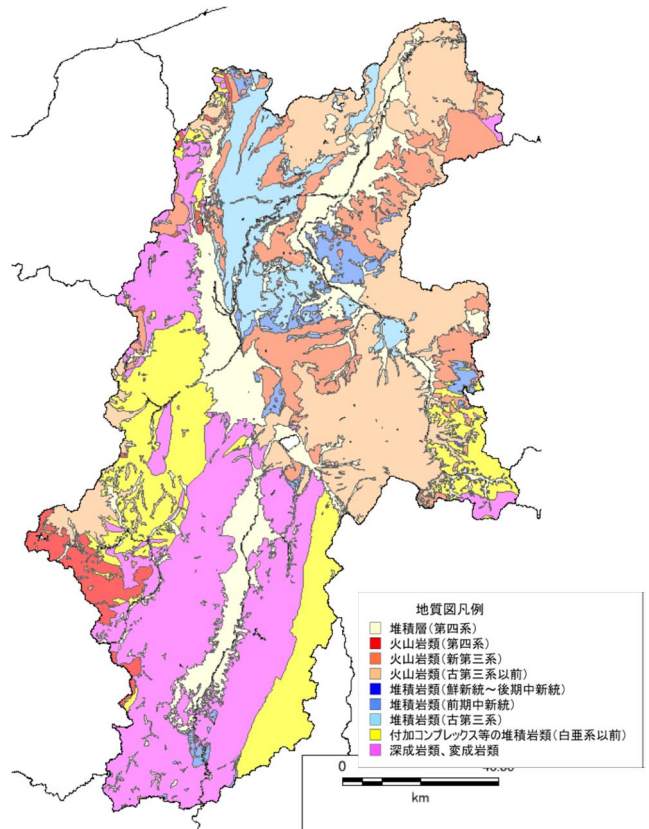 地質図凡例
堆積層(第四系)
火山岩類(第四系)
火山岩類(新第三系)
火山岩類(古第三系以前)
堆積岩類(鮮新統～後期中新統)
堆積岩類(前期中新統)
堆積岩類(古第三系)
付加コンプレックス等の堆積岩類(白亜系以前)
深成岩類、変成岩類
0
km